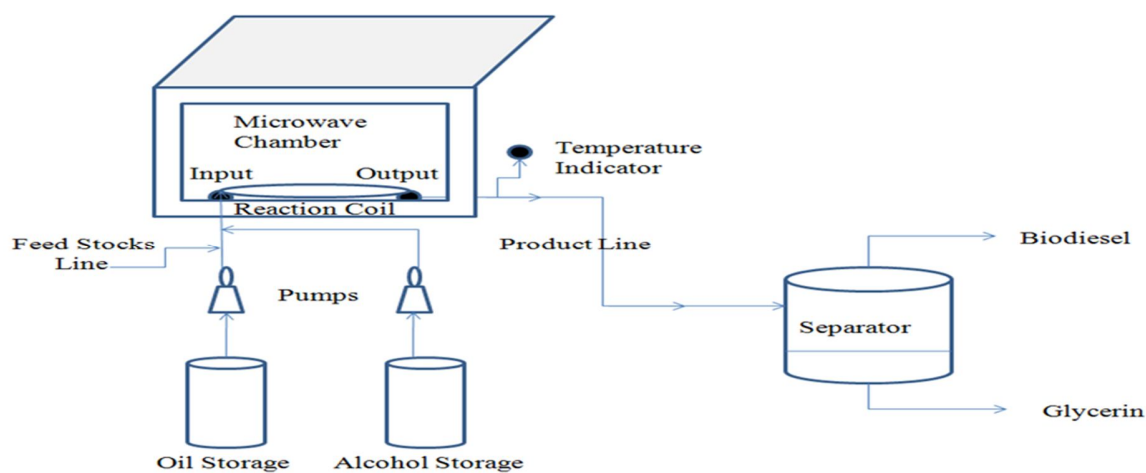 Microwave
Chamber
Input
Output
Reaction Coil
Temperature
Indicator
Feed Stocks
Line
Product Line
Pumps
Biodiesel
Separator
Glycerin
Oil Storage
Alcohol Storage